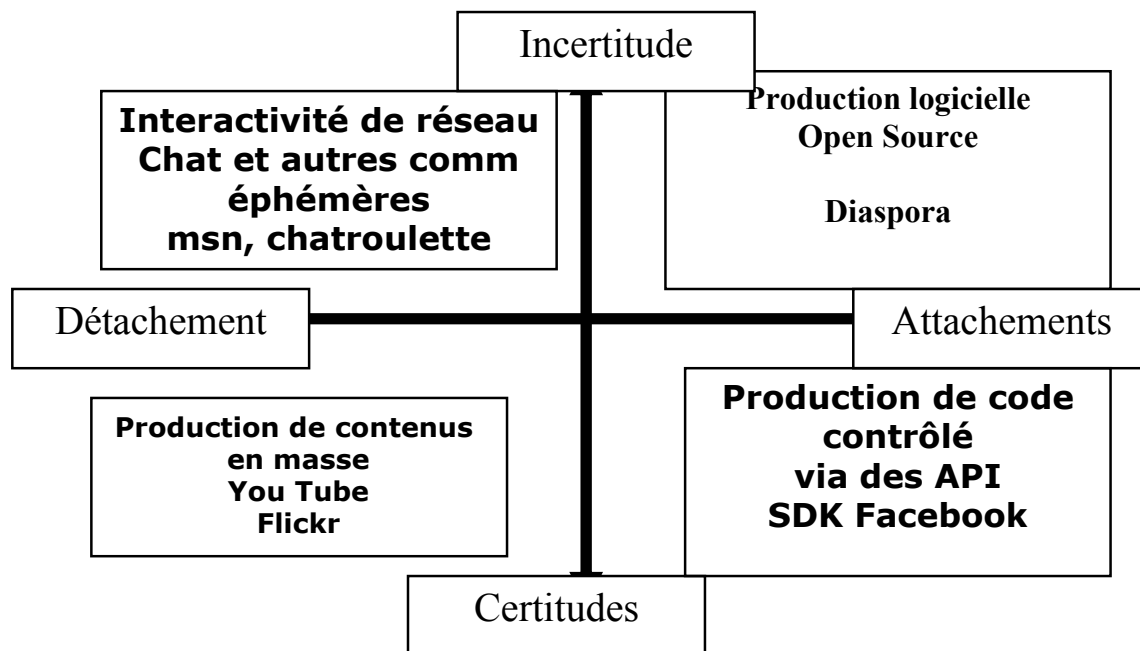 Incertitude
Interactivité de réseau
Chat et autres comm
éphémères
msn, chatroulette
Production logicielle
Open Source
Diaspora
Détachement
Attachements
Production de contenus
en masse
You Tube
Flickr
Production de code
contrôlé
via des API
SDK Facebook
Certitudes